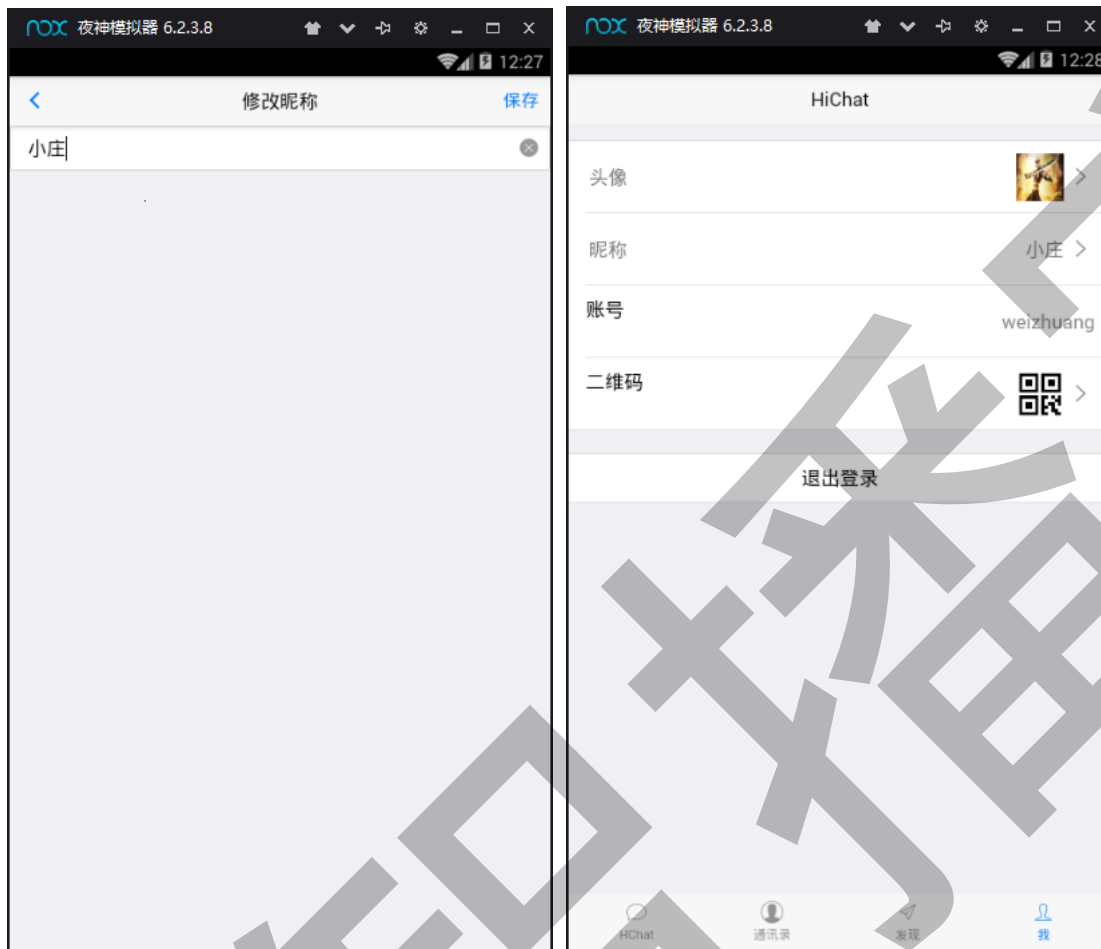 nox 夜神模拟器 6.2.3.8
12:27
修改昵称
保存
小庄
nox 夜神模拟器 6.2.3.8
12:28
HiChat
头像
昵称
小庄
账号
weizhuang
二维码
退出登录
HChat
通讯录
发现
我